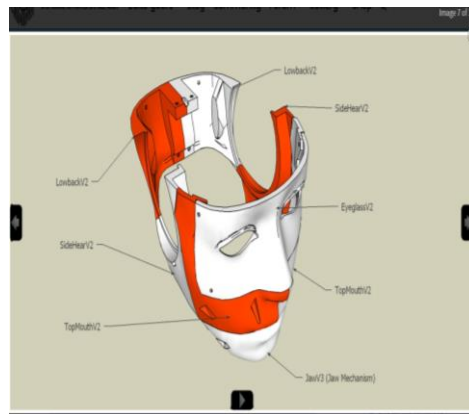 Image 7 of
LowbackV2
SideHearV2
LowbackV2
EyeglassV2
SideHearV2
TopMouthV2
TopMouthV2
JawV3 (Jaw Mechanism)